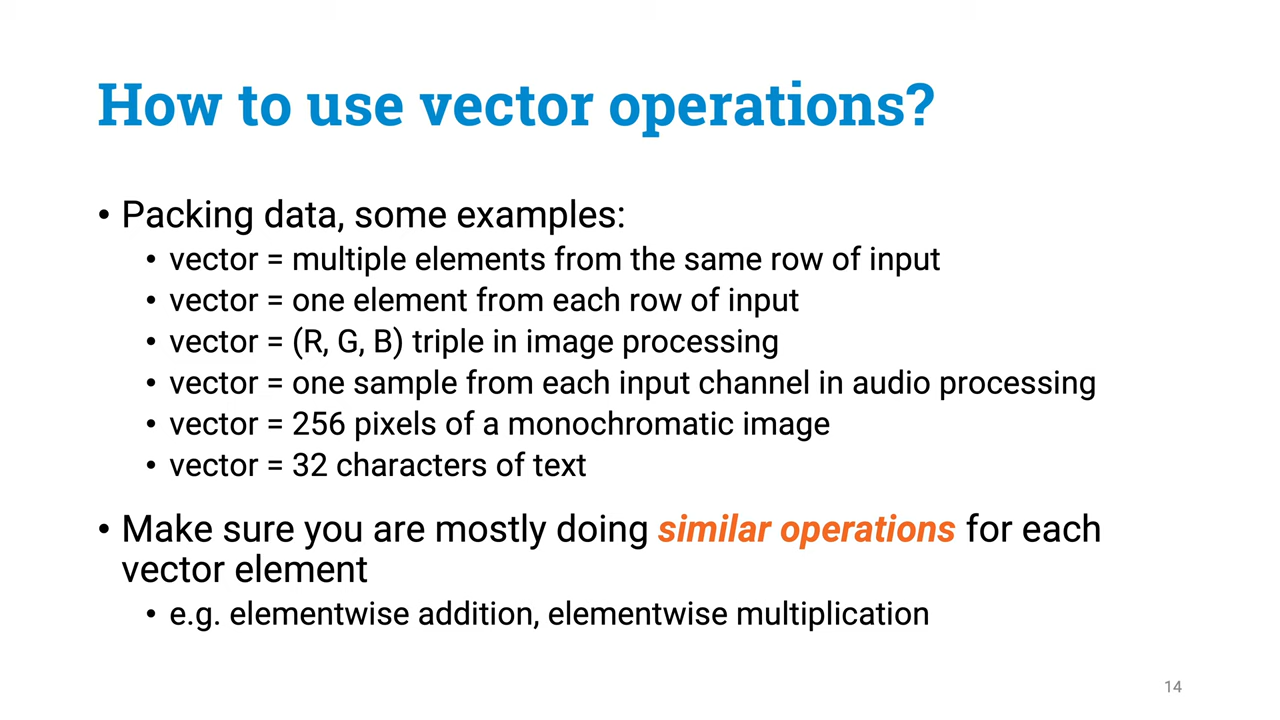 How to use vector operations?
• Packing data, some examples:
• vector = multiple elements from the same row of input
• vector = one element from each row of input
• vector = (R, G, B) triple in image processing
• vector = one sample from each input channel in audio processing
• vector = 256 pixels of a monochromatic image
• vector = 32 characters of text
• Make sure you are mostly doing similar operations for each
vector element
• e.g. elementwise addition, elementwise multiplication
14